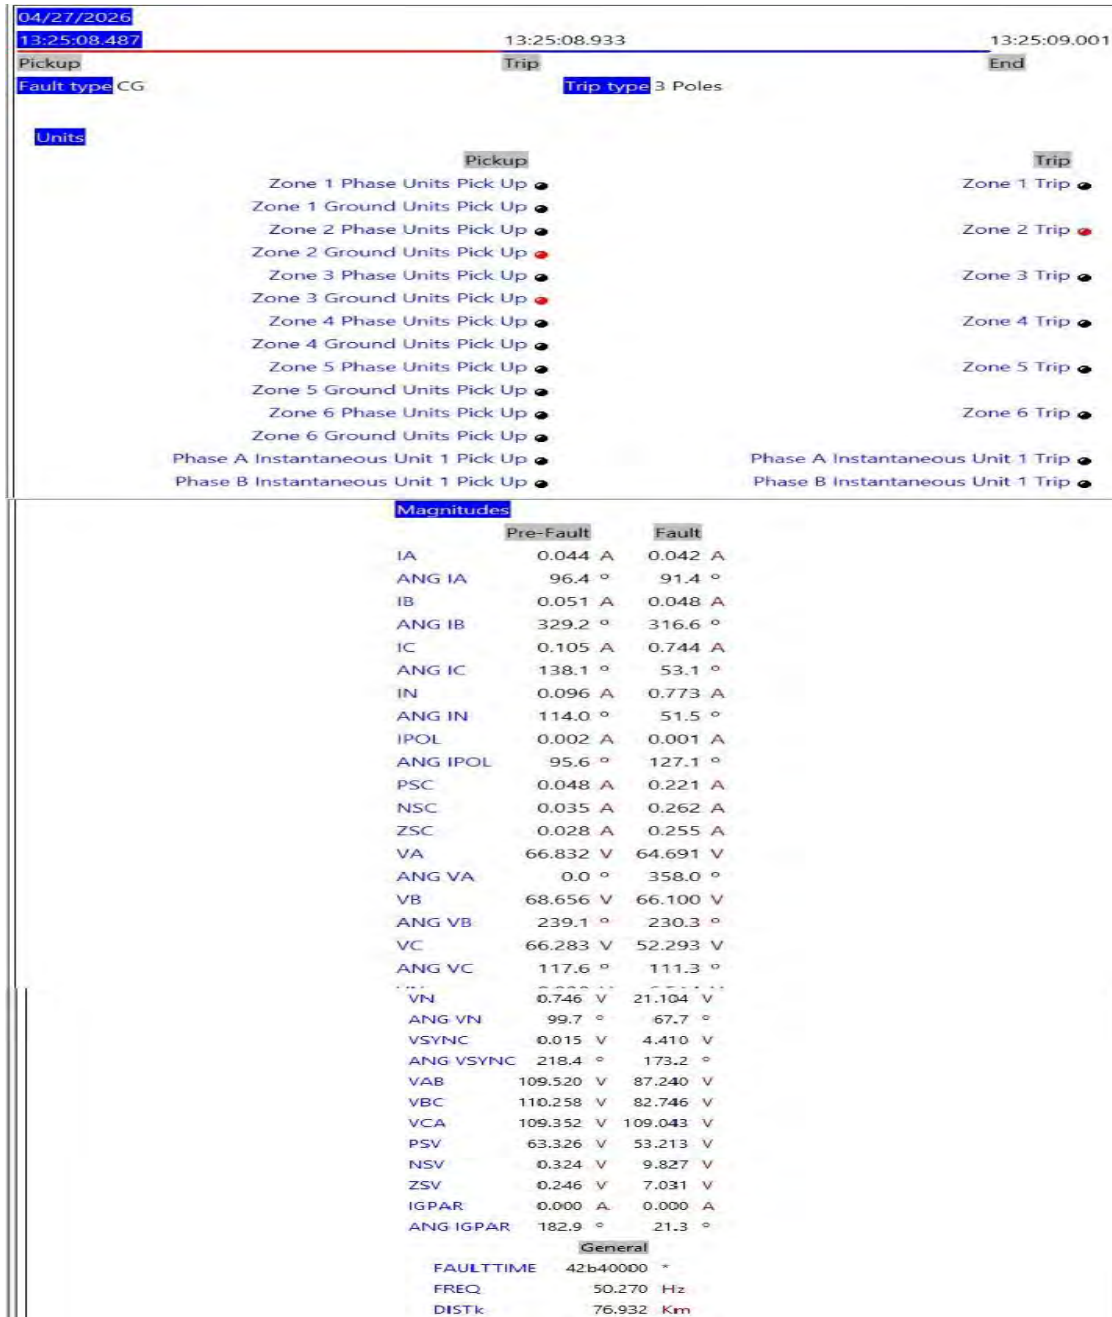 04/27/2026
13:25:08.487 13:25:08.933 13:25:09.001
Pickup Trip End
Fault type CG Trip type 3 Poles
Units
Pickup Trip
Zone 1 Phase Units Pick Up Zone 1 Trip
Zone 1 Ground Units Pick Up
Zone 2 Phase Units Pick Up Zone 2 Trip
Zone 2 Ground Units Pick Up
Zone 3 Phase Units Pick Up Zone 3 Trip
Zone 3 Ground Units Pick Up
Zone 4 Phase Units Pick Up Zone 4 Trip
Zone 4 Ground Units Pick Up
Zone 5 Phase Units Pick Up Zone 5 Trip
Zone 5 Ground Units Pick Up
Zone 6 Phase Units Pick Up Zone 6 Trip
Zone 6 Ground Units Pick Up
Phase A Instantaneous Unit 1 Pick Up Phase A Instantaneous Unit 1 Trip
Phase B Instantaneous Unit 1 Pick Up Phase B Instantaneous Unit 1 Trip
Magnitudes
Pre-Fault Fault
IA 0.044 A 0.042 A
ANG IA 96.4 º 91.4 º
IB 0.051 A 0.048 A
ANG IB 329.2 º 316.6 º
IC 0.105 A 0.744 A
ANG IC 138.1 º 53.1 º
IN 0.096 A 0.773 A
ANG IN 114.0 º 51.5 º
IPOL 0.002 A 0.001 A
ANG IPOL 95.6 º 127.1 º
PSC 0.048 A 0.221 A
NSC 0.035 A 0.262 A
ZSC 0.028 A 0.255 A
VA 66.832 V 64.691 V
ANG VA 0.0 º 358.0 º
VB 68.656 V 66.100 V
ANG VB 239.1 º 230.3 º
VC 66.283 V 52.293 V
ANG VC 117.6 º 111.3 º
VN 0.746 V 21.104 V
ANG VN 99.7 º 67.7 º
VSYNC 0.015 V 4.410 V
ANG VSYNC 218.4 º 173.2 º
VAB 109.520 V 87.240 V
VBC 110.258 V 82.746 V
VCA 109.352 V 109.043 V
PSV 63.326 V 53.213 V
NSV 0.324 V 9.827 V
ZSV 0.246 V 7.031 V
IGPAR 0.000 A 0.000 A
ANG IGPAR 182.9 º 21.3 º
General
FAULTTIME 42b40000 *
FREQ 50.270 Hz
DISTk 76.932 Km